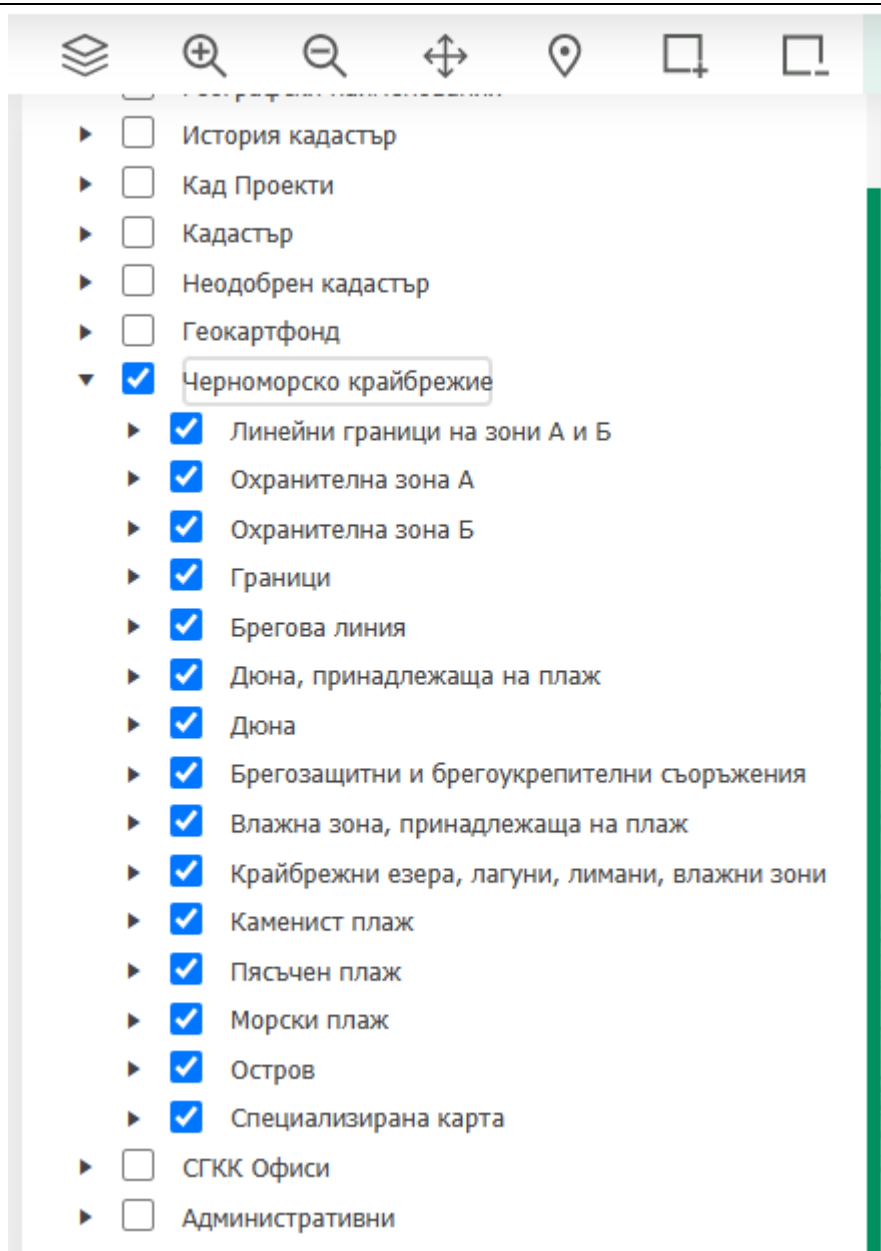 История кадастър
Кад Проекти
Кадастър
Неодобрен кадастър
Геокартфонд
Черноморско крайбрежие
Линейни граници на зони А и Б
Охранителна зона А
Охранителна зона Б
Граници
Брегова линия
Дюна, принадлежаща на плаж
Дюна
Брегозащитни и брегоукрепителни съоръжения
Влажна зона, принадлежаща на плаж
Крайбрежни езера, лагуни, лимани, влажни зони
Каменист плаж
Пясъчен плаж
Морски плаж
Остров
Специализирана карта
СГКК Офиси
Административни